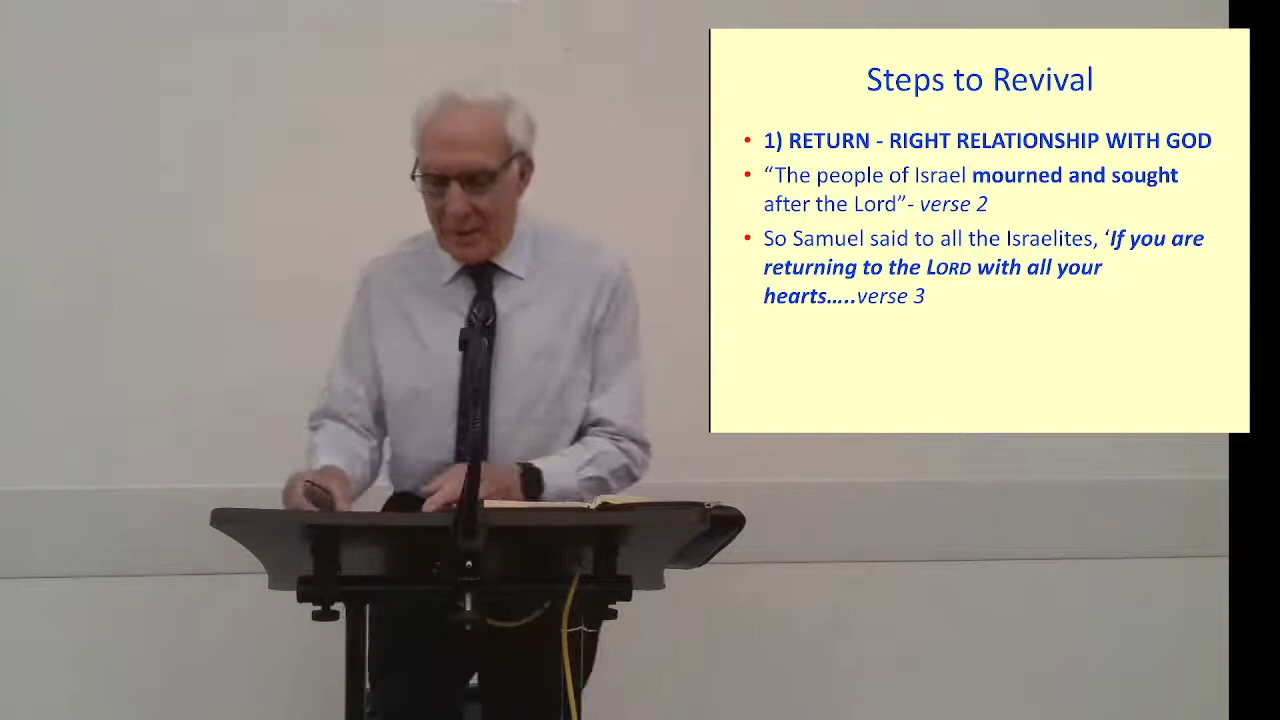 Steps to Revival
• 1) RETURN - RIGHT RELATIONSHIP WITH GOD
• “The people of Israel mourned and sought
after the Lord”- verse 2
• So Samuel said to all the Israelites, ‘If you are
returning to the LORD with all your
hearts…..verse 3